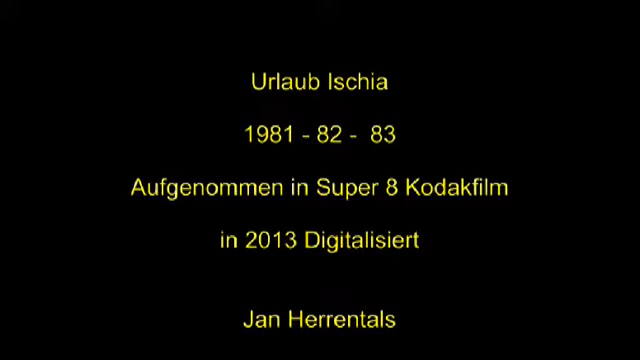 Urlaub Ischia
1981 - 82 - 83
Aufgenommen in Super 8 Kodakfilm
in 2013 Digitalisiert
Jan Herrentals